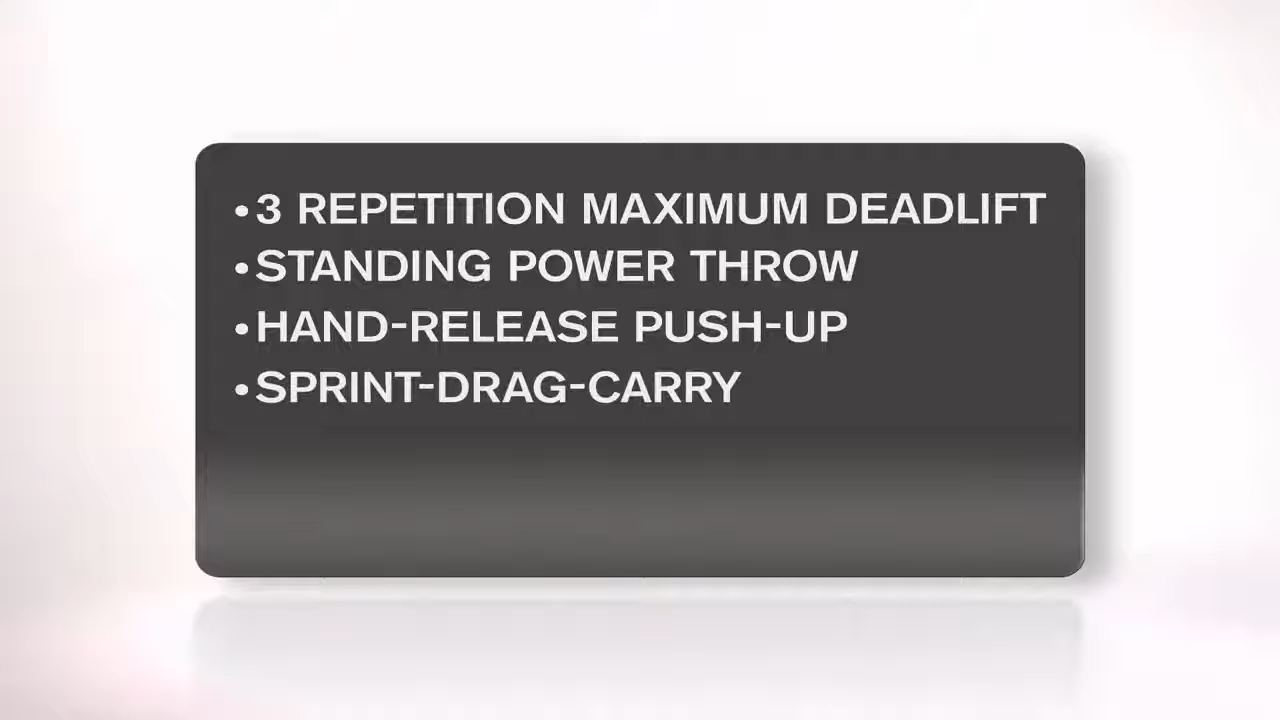 •3 REPETITION MAXIMUM DEADLIFT
•STANDING POWER THROW
•HAND-RELEASE PUSH-UP
•SPRINT-DRAG-CARRY